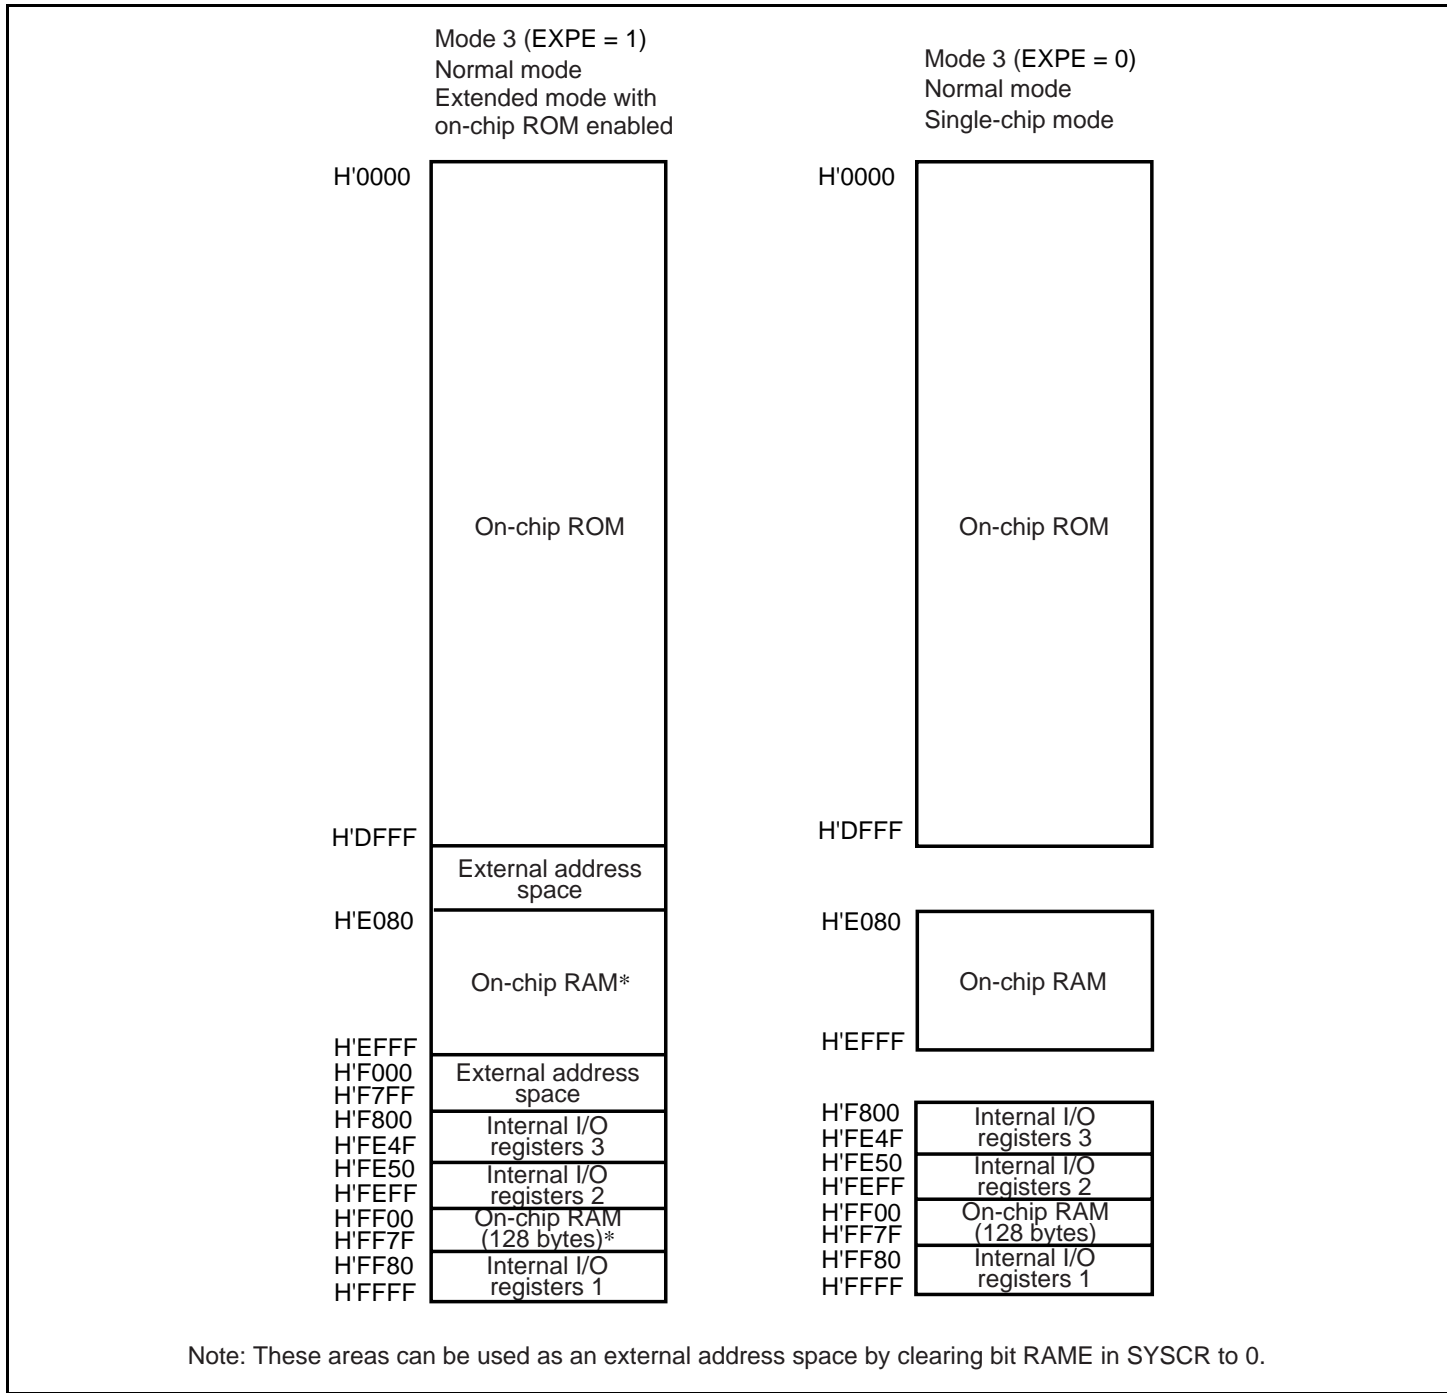 Mode 3 (EXPE = 1)
Normal mode
Extended mode with
on-chip ROM enabled
H'0000
On-chip ROM
H'DFFF
External address
space
H'E080
On-chip RAM*
H'EFFF
H'F000
External address
H'F7FF
space
H'F800
Internal I/O
H'FE4F
registers 3
H'FE50
Internal I/O
H'FEFF
registers 2
H'FF00
On-chip RAM
H'FF7F
(128 bytes)*
H'FF80
Internal I/O
H'FFFF
registers 1
Mode 3 (EXPE = 0)
Normal mode
Single-chip mode
H'0000
On-chip ROM
H'DFFF
H'E080
On-chip RAM
H'EFFF
H'F800
Internal I/O
H'FE4F
registers 3
H'FE50
Internal I/O
H'FEFF
registers 2
H'FF00
On-chip RAM
H'FF7F
(128 bytes)
H'FF80
Internal I/O
H'FFFF
registers 1
Note: These areas can be used as an external address space by clearing bit RAME in SYSCR to 0.